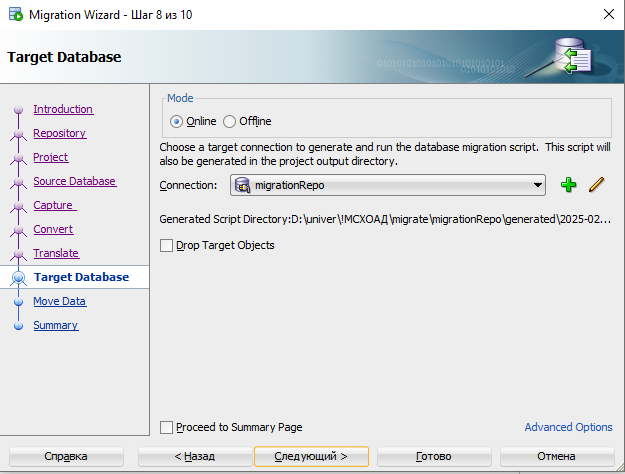 Migration Wizard - Шаг 8 из 10
Target Database
Introduction
Repository
Project
Source Database
Capture
Convert
Translate
Target Database
Move Data
Summary
Mode
Online
Offline
Choose a target connection to generate and run the database migration script. This script will
also be generated in the project output directory.
Connection:
migrationRepo
Generated Script Directory:D:\univer\!МСХОАД\migrate\migrationRepo\generated\2025-02...
Drop Target Objects
Proceed to Summary Page
Advanced Options
Справка
< Назад
Следующий >
Готово
Отмена